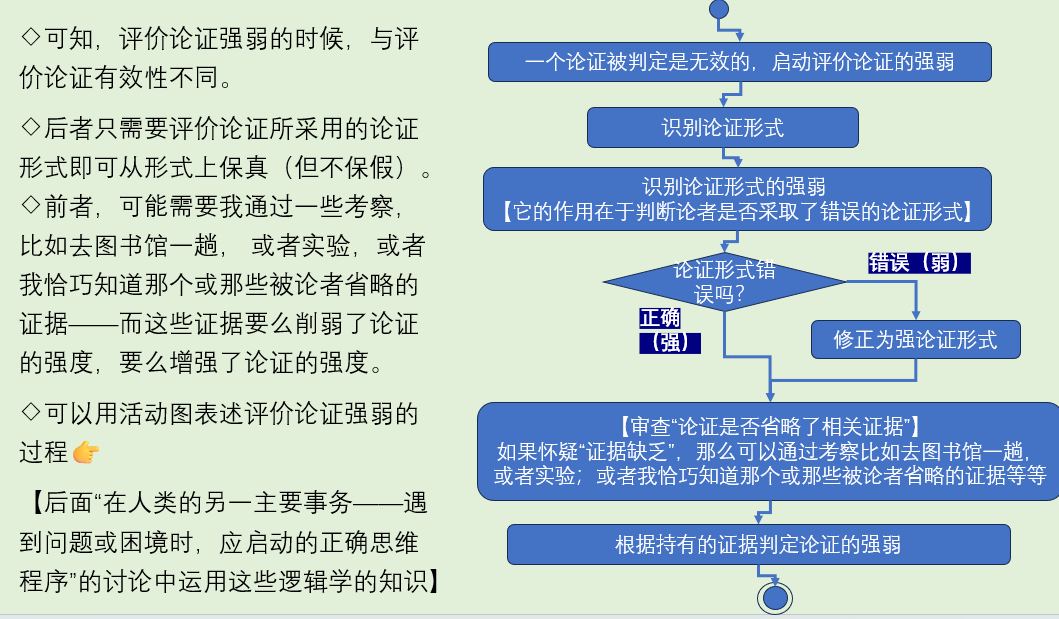 ◇可知，评价论证强弱的时候，与评
价论证有效性不同。
◇后者只需要评价论证所采用的论证
形式即可从形式上保真（但不保假）。
◇前者，可能需要我通过一些考察，
比如去图书馆一趟， 或者实验，或者
我恰巧知道那个或那些被论者省略的
证据——而这些证据要么削弱了论证
的强度，要么增强了论证的强度。
◇可以用活动图表述评价论证强弱的
过程👉
【后面“在人类的另一主要事务——遇
到问题或困境时，应启动的正确思维
程序”的讨论中运用这些逻辑学的知识】
一个论证被判定是无效的，启动评价论证的强弱
识别论证形式
识别论证形式的强弱
【它的作用在于判断论者是否采取了错误的论证形式】
论证形式错
误吗？
错误（弱）
正确
（强）
修正为强论证形式
【审查“论证是否省略了相关证据”】
如果怀疑“证据缺乏”，那么可以通过考察比如去图书馆一趟，
或者实验；或者我恰巧知道那个或那些被论者省略的证据等等
根据持有的证据判定论证的强弱